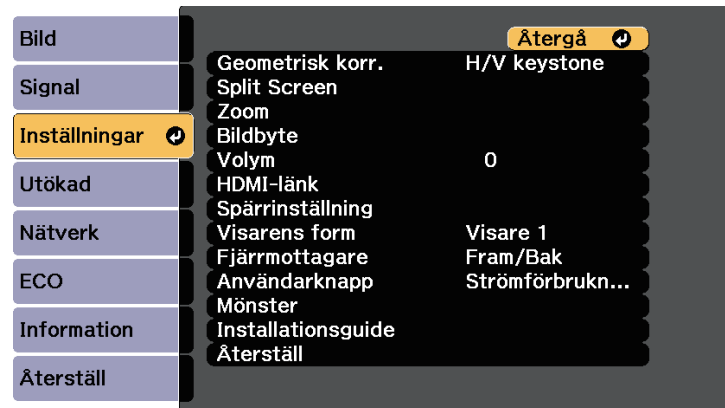 Bild
Signal
Inställningar
Utökad
Nätverk
ECO
Information
Återställ
Återgå
Geometrisk korr. H/V keystone
Split Screen
Zoom
Bildbyte
Volym 0
HDMI-länk
Spärrinställning
Visarens form Visare 1
Fjärrmottagare Fram/Bak
Användarknapp Strömförbrukn...
Mönster
Installationsguide
Återställ